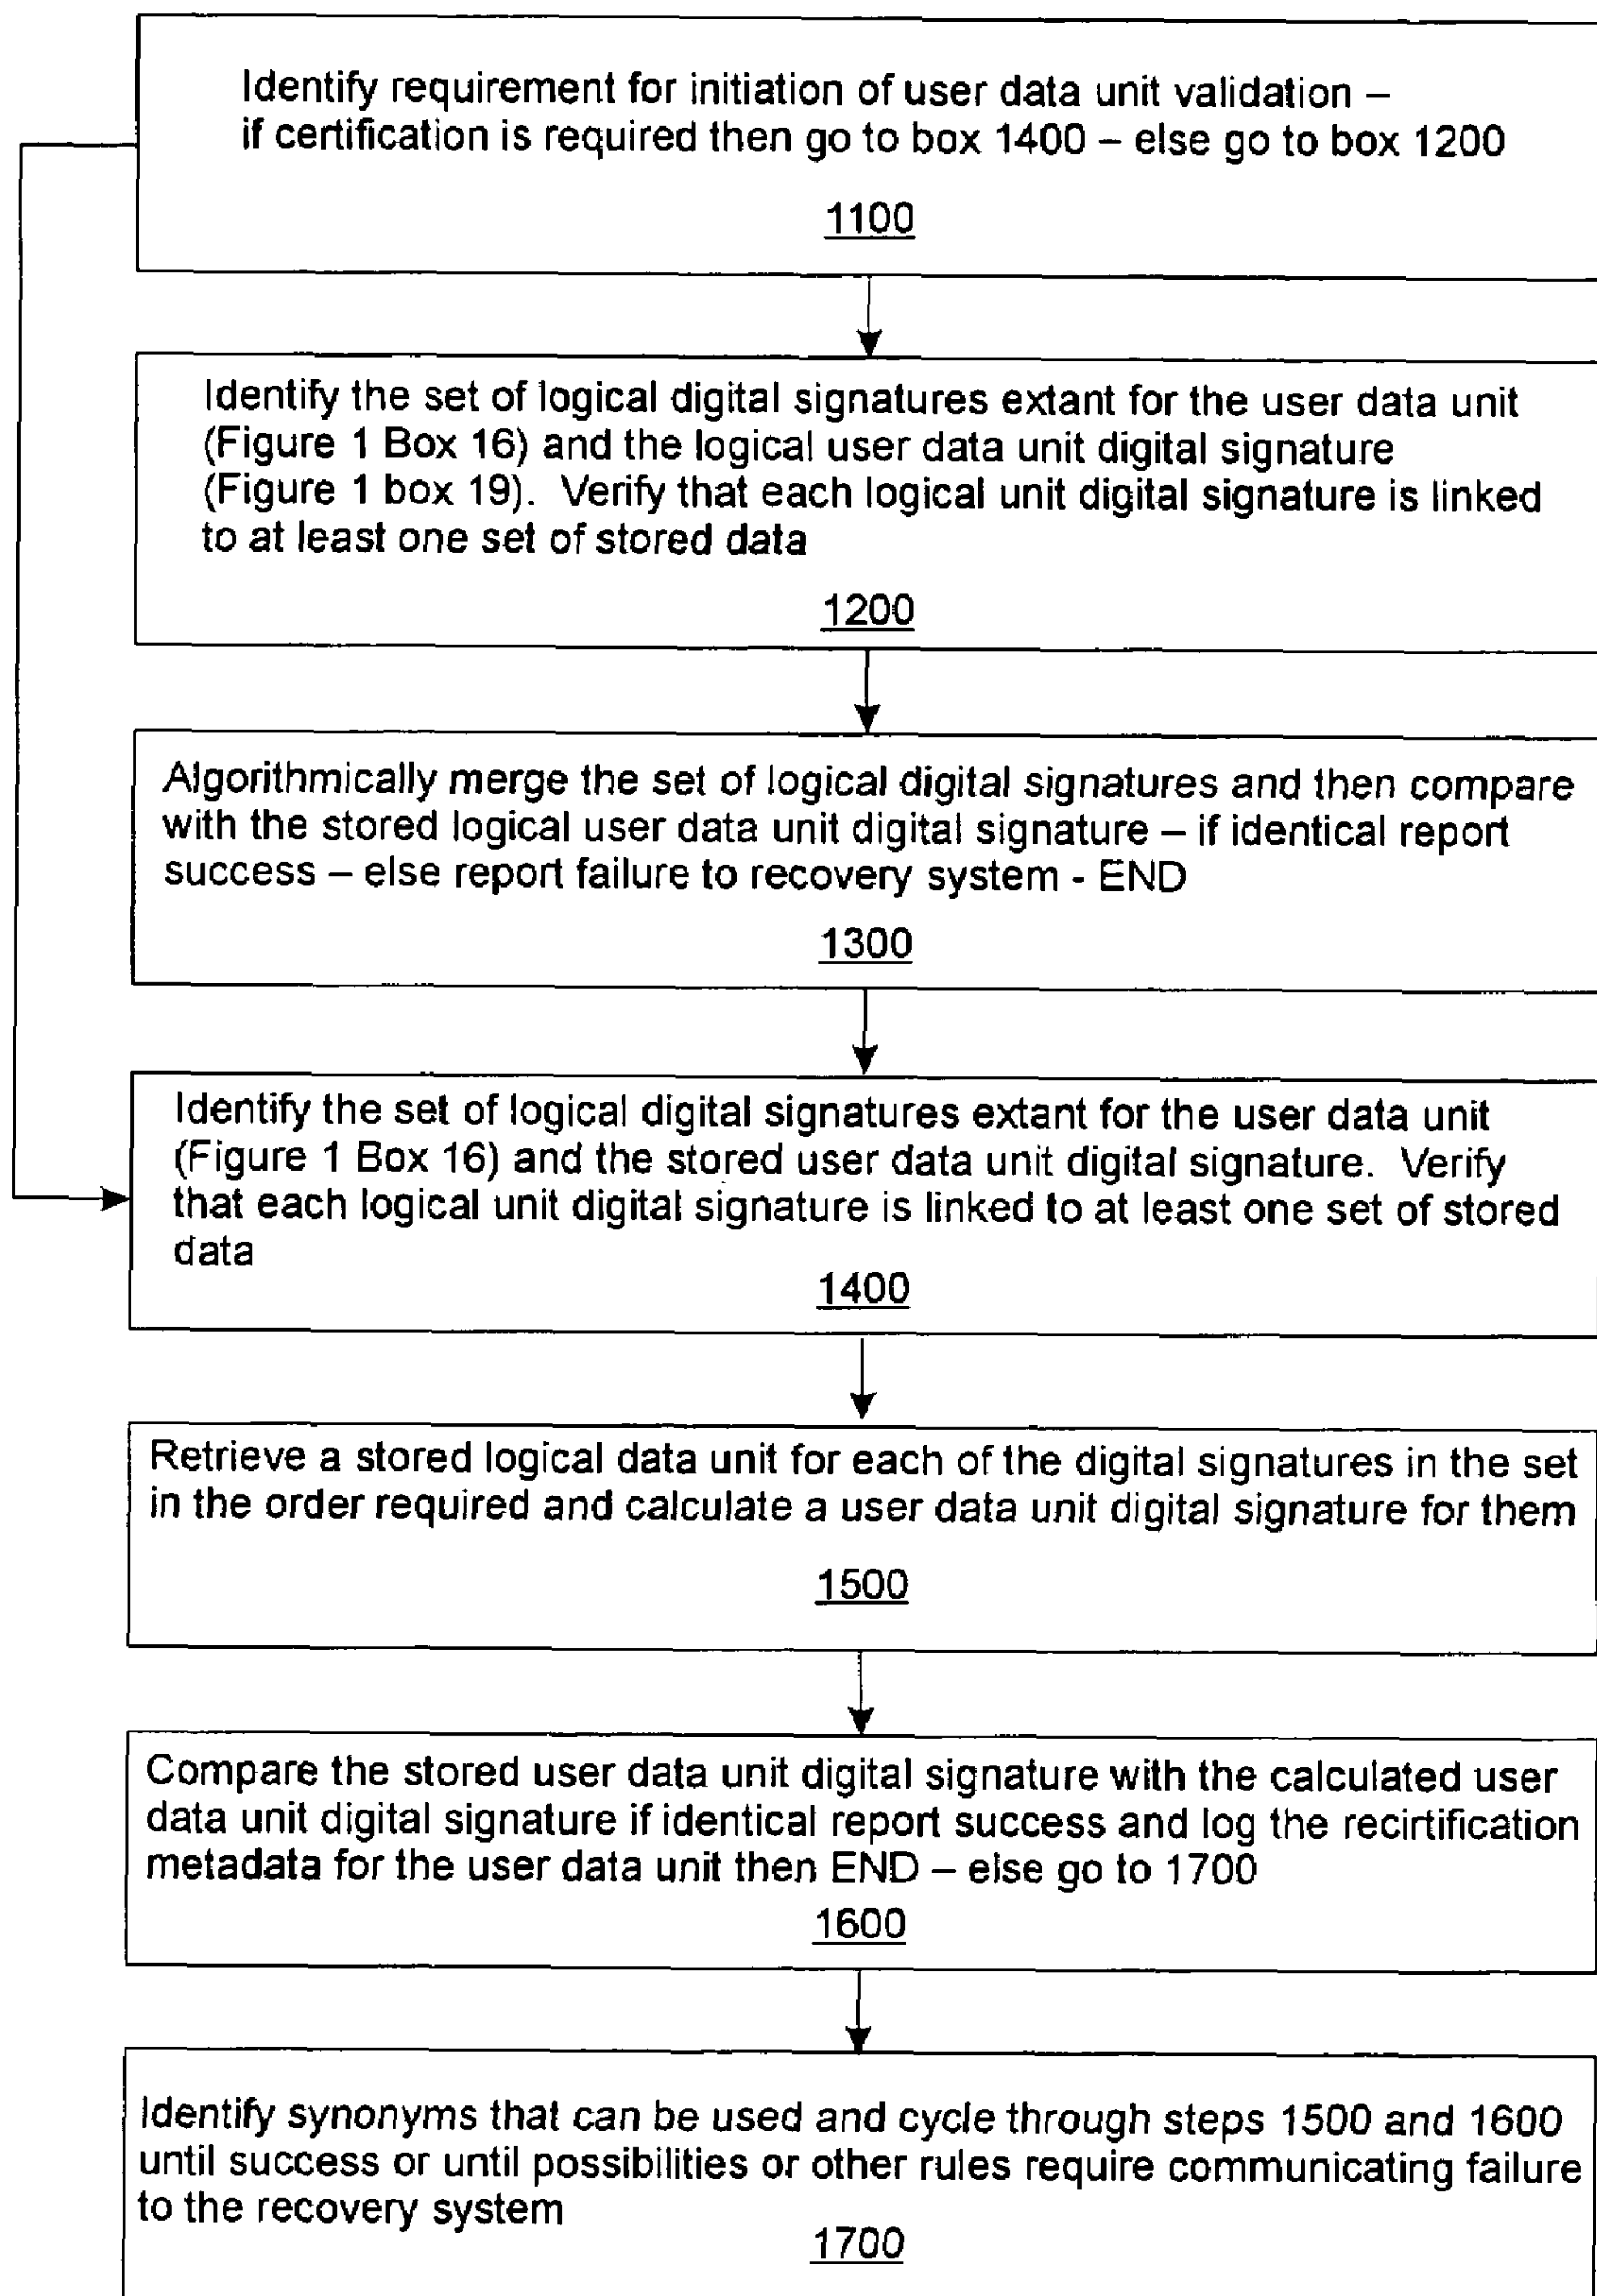 Identify requirement for initiation of user data unit validation –
if certification is required then go to box 1400 – else go to box 1200
1100
Identify the set of logical digital signatures extant for the user data unit
(Figure 1 Box 16) and the logical user data unit digital signature
(Figure 1 box 19). Verify that each logical unit digital signature is linked
to at least one set of stored data
1200
Algorithmically merge the set of logical digital signatures and then compare
with the stored logical user data unit digital signature – if identical report
success – else report failure to recovery system - END
1300
Identify the set of logical digital signatures extant for the user data unit
(Figure 1 Box 16) and the stored user data unit digital signature. Verify
that each logical unit digital signature is linked to at least one set of stored
data
1400
Retrieve a stored logical data unit for each of the digital signatures in the set
in the order required and calculate a user data unit digital signature for them
1500
Compare the stored user data unit digital signature with the calculated user
data unit digital signature if identical report success and log the recirtification
metadata for the user data unit then END – else go to 1700
1600
Identify synonyms that can be used and cycle through steps 1500 and 1600
until success or until possibilities or other rules require communicating failure
to the recovery system
1700